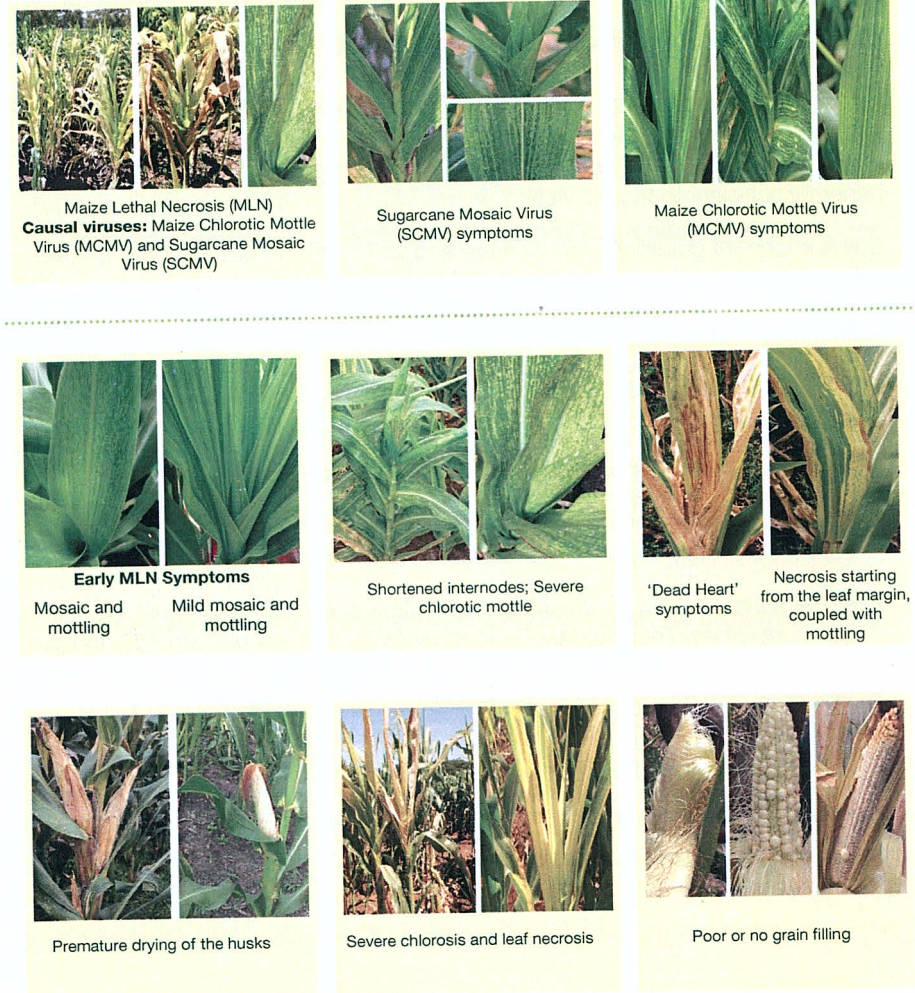 Maize Lethal Necrosis (MLN)
Causal viruses: Maize Chlorotic Mottle
Virus (MCMV) and Sugarcane Mosaic
Virus (SCMV)
Sugarcane Mosaic Virus
(SCMV) symptoms
Maize Chlorotic Mottle Virus
(MCMV) symptoms
Early MLN Symptoms
Mosaic and
mottling
Mild mosaic and
mottling
Shortened internodes; Severe
chlorotic mottle
‘Dead Heart’
symptoms
Necrosis starting
from the leaf margin,
coupled with
mottling
Premature drying of the husks
Severe chlorosis and leaf necrosis
Poor or no grain filling